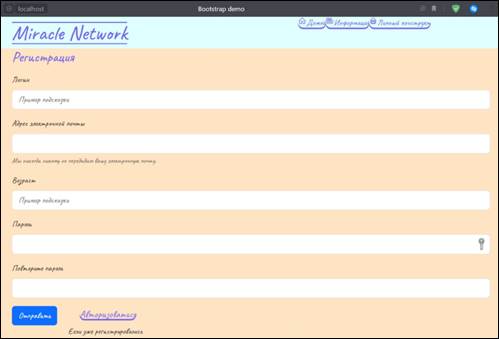 localhost
Bootstrap demo
Miracle Network
Домой Информация Личный конструк
Регистрация
Логин
Пример подсказки
Адрес электронной почты
Мы никогда никому не передадим вашу электронную почту.
Возраст
Пример подсказки
Пароль
Повторите пароль
Отправить
Авторизоваться
Если уже регистрировались